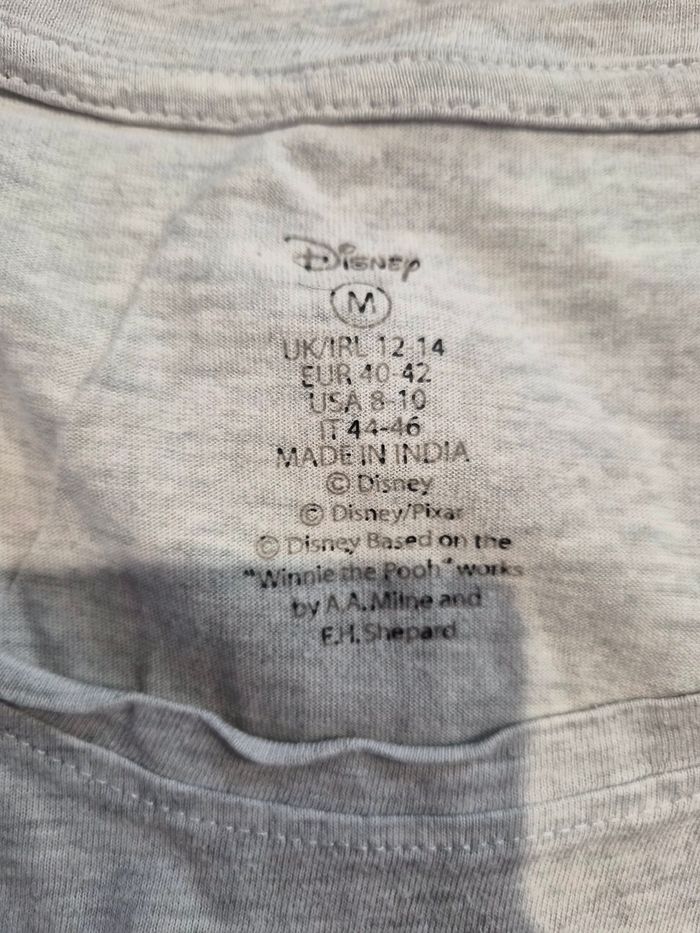 Disney
M
UK/IRL 12-14
EUR 40-42
USA 8-10
IT 44-46
MADE IN INDIA
© Disney
© Disney/Pixar
© Disney Based on the
"Winnie the Pooh" works
by A.A.Milne and
E.H. Shepard